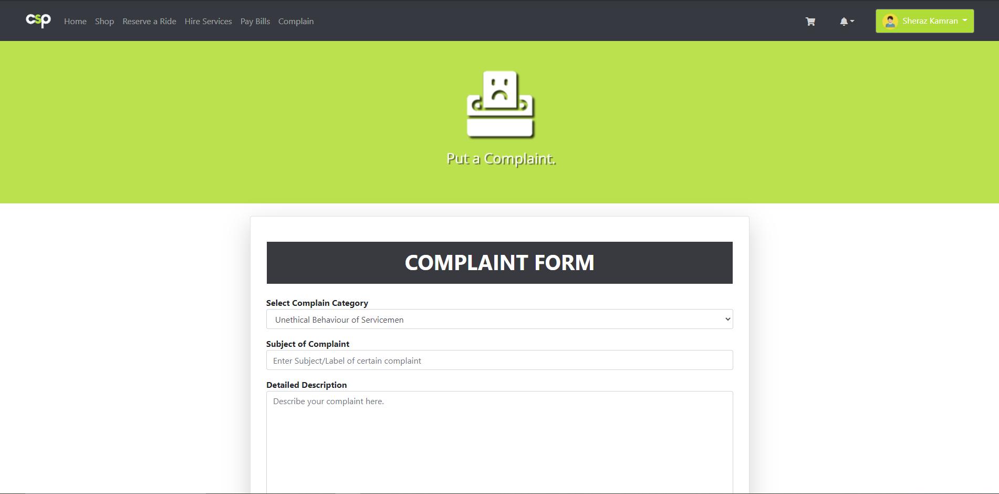 csp Home Shop Reserve a Ride Hire Services Pay Bills Complain Sheraz Kamran
Put a Complaint.
COMPLAINT FORM
Select Complain Category
Unethical Behaviour of Servicemen
Subject of Complaint
Enter Subject/Label of certain complaint
Detailed Description
Describe your complaint here.